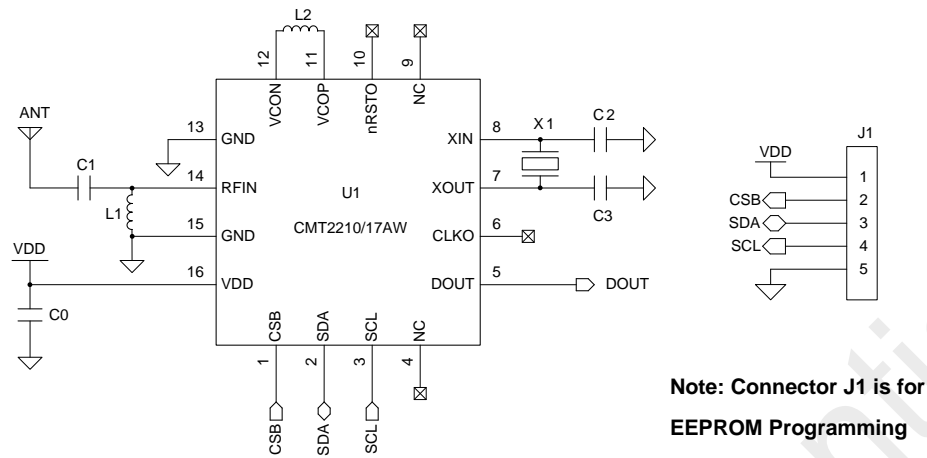 L2
12
11
10
9
VCON
VCOP
nRSTO
NC
ANT
13
GND
XIN
8
X1
C2
J1
C1
VDD
1
14
RFIN
U1
XOUT
7
CSB
2
L1
CMT2210/17AW
C3
SDA
3
15
GND
CLKO
6
SCL
4
VDD
5
16
VDD
DOUT
5
DOUT
C0
CSB
SDA
SCL
NC
1
2
3
4
CSB
SDA
SCL
Note: Connector J1 is for
EEPROM Programming